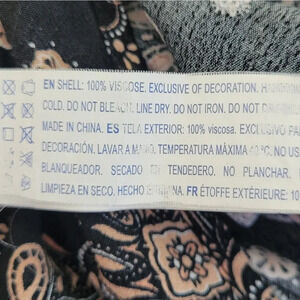 EN SHELL: 100% VISCOSE. EXCLUSIVE OF DECORATION.
COLD. DO NOT BLEACH. LINE DRY. DO NOT IRON. DO NOT
MADE IN CHINA. ES TELA EXTERIOR: 100% viscosa. EXCLUSIVO
DECORACIÓN. LAVAR A MANO. TEMPERATURA MÁXIMA NO US
BLANQUEADOR. SECADO EN TENDEDERO. NO PLANCHAR.
LIMPIEZA EN SECO. HECHO FR ÉTOFFE EXTÉRIEURE: 10